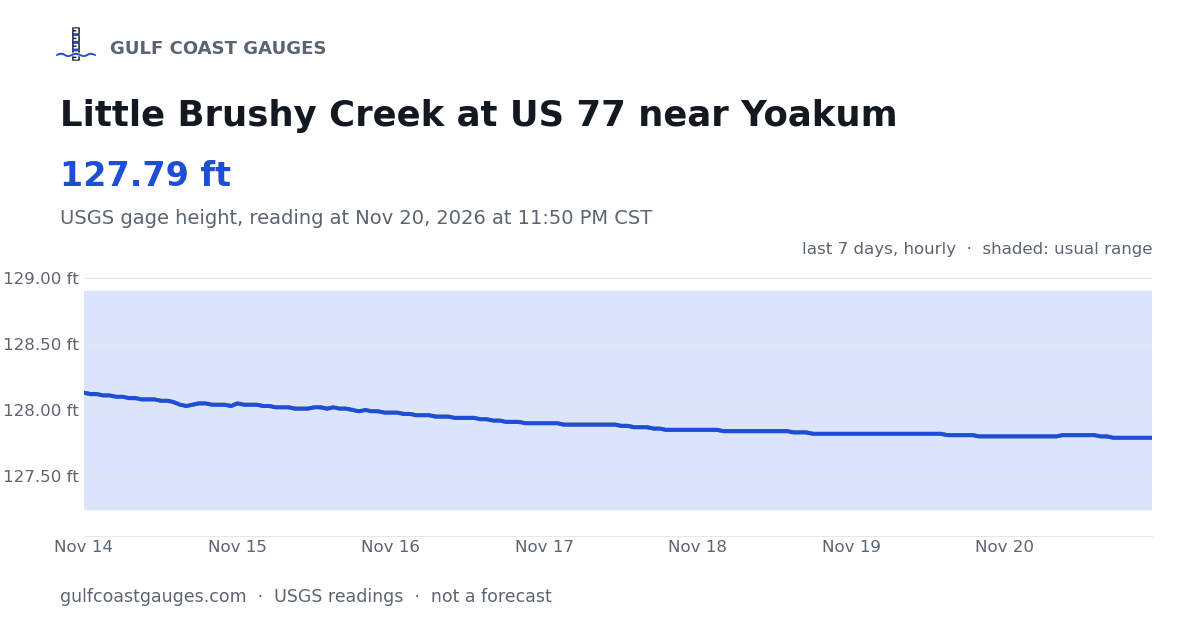 GULF COAST GAUGES
Little Brushy Creek at US 77 near Yoakum
127.79 ft
USGS gage height, reading at Nov 20, 2026 at 11:50 PM CST
last 7 days, hourly · shaded: usual range
129.00 ft
128.50 ft
128.00 ft
127.50 ft
Nov 14 Nov 15 Nov 16 Nov 17 Nov 18 Nov 19 Nov 20
gulfcoastgauges.com · USGS readings · not a forecast